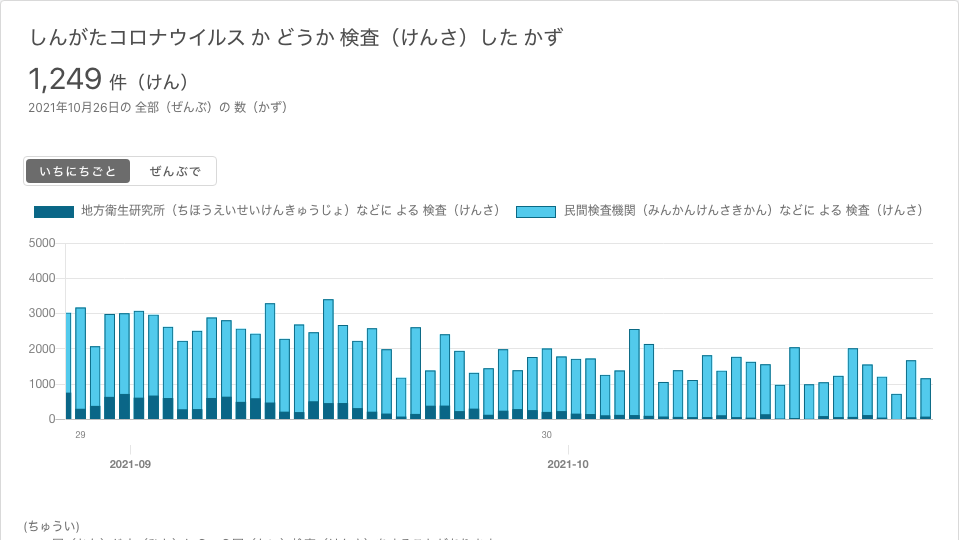 しんがたコロナウイルス か どうか 検査（けんさ）した かず
1,249 件（けん）
2021年10月26日の 全部（ぜんぶ）の 数（かず）
いちにちごと ぜんぶで
地方衛生研究所（ちほうえいせいけんきゅうじょ）などに よる 検査（けんさ） 民間検査機関（みんかんけんさきかん）などに よる 検査（けんさ）
5000
4000
3000
2000
1000
0
29 30
2021-09 2021-10
(ちゅうい)